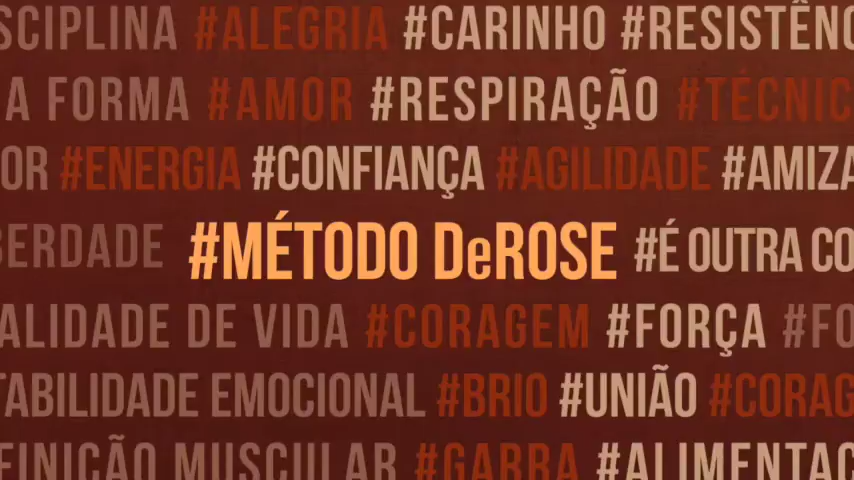 SCIPLINA #ALEGRIA #CARINHO #RESISTÊNC
A FORMA #AMOR #RESPIRAÇÃO #TÉCNIC
OR #ENERGIA #CONFIANÇA #AGILIDADE #AMIZA
BERDADE #MÉTODO DeROSE #É OUTRA CO
ALIDADE DE VIDA #CORAGEM #FORÇA #FO
TABILIDADE EMOCIONAL #BRIO #UNIÃO #CORAG
FINIÇÃO MUSCULAR #GARRA #ALIMENTAÇ